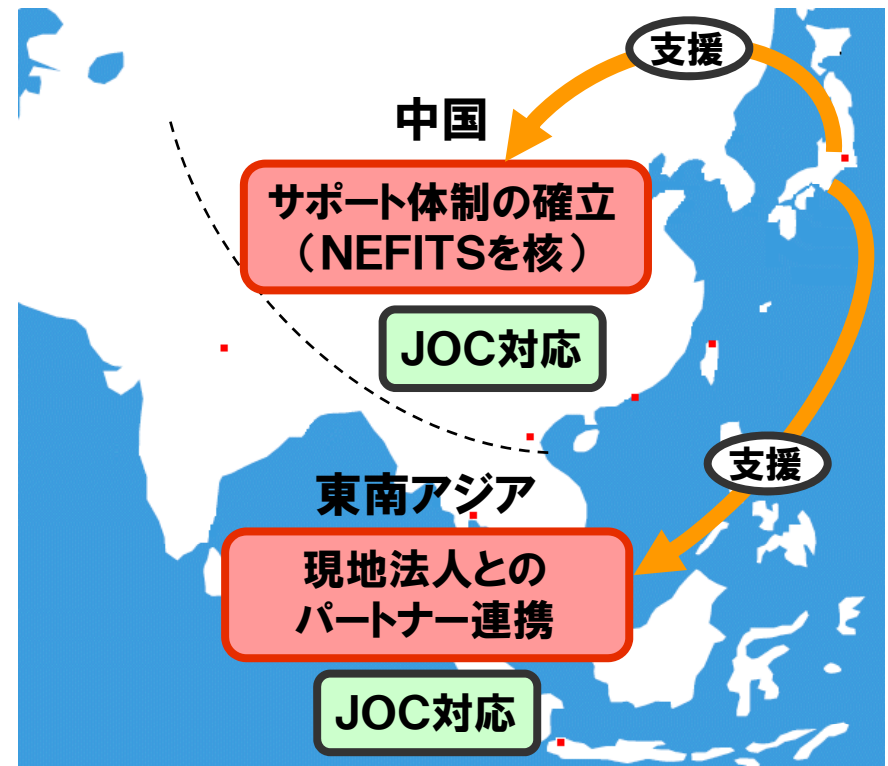 支援
中国
サポート体制の確立
（NEFITSを核）
JOC対応
支援
東南アジア
現地法人との
パートナー連携
JOC対応